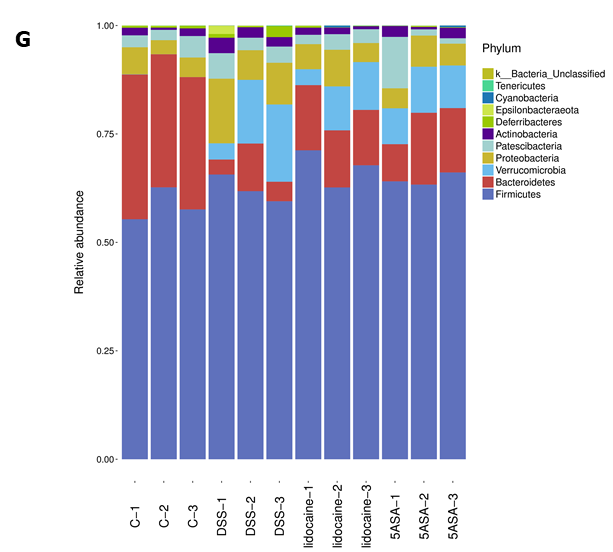 G
Relative abundance
1.00
0.75
0.50
0.25
0.00
C−1
C−2
C−3
DSS−1
DSS−2
DSS−3
lidocaine−1
lidocaine−2
lidocaine−3
5ASA−1
5ASA−2
5ASA−3
Phylum
k__Bacteria_Unclassified
Tenericutes
Cyanobacteria
Epsilonbacteraeota
Deferribacteres
Actinobacteria
Patescibacteria
Proteobacteria
Verrucomicrobia
Bacteroidetes
Firmicutes